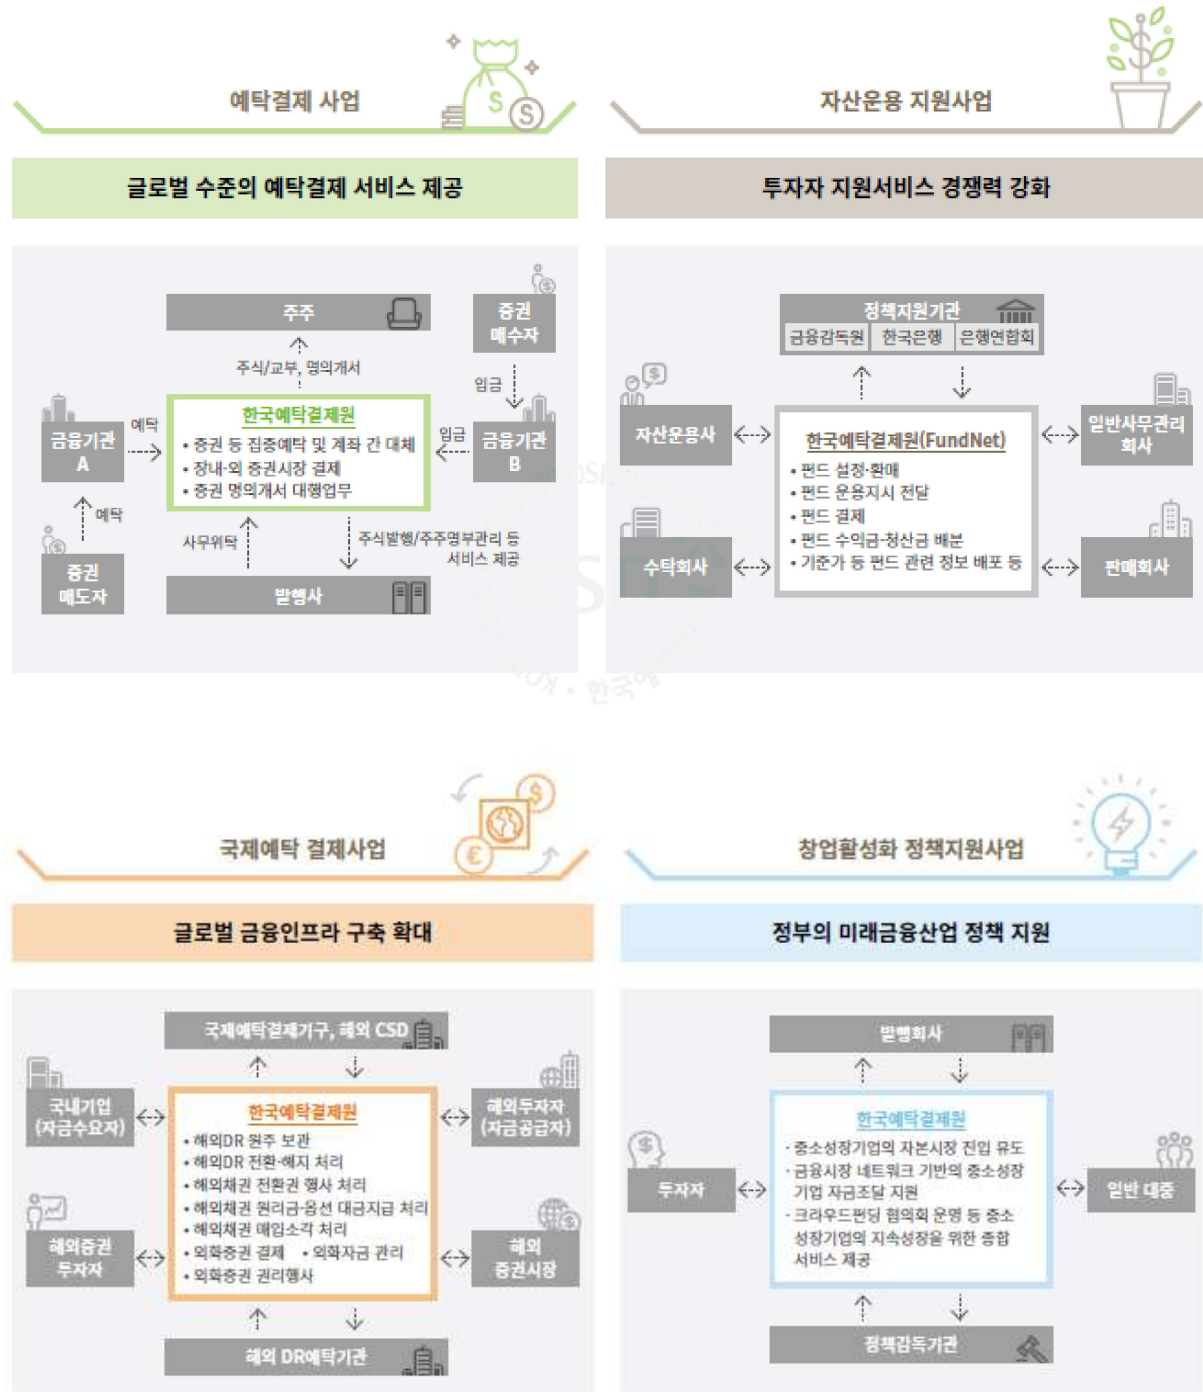 예탁결제 사업
글로벌 수준의 예탁결제 서비스 제공
주주
주식/교부, 명의개서
증권
매수자
입금
금융기관
A
예탁
한국예탁결제원
• 증권 등 집중예탁 및 계좌 간 대체
• 장내·외 증권시장 결제
• 증권 명의개서 대행업무
입금
금융기관
B
예탁
증권
매도자
사무위탁
주식발행/주주명부관리 등
서비스 제공
발행사
자산운용 지원사업
투자자 지원서비스 경쟁력 강화
정책지원기관
금융감독원 한국은행 은행연합회
자산운용사
수탁회사
한국예탁결제원(FundNet)
• 펀드 설정·환매
• 펀드 운용지시 전달
• 펀드 결제
• 펀드 수익금·청산금 배분
• 기준가 등 펀드 관련 정보 배포 등
일반사무관리
회사
판매회사
KSD
한국예
국제예탁 결제사업
글로벌 금융인프라 구축 확대
국제예탁결제기구, 해외 CSD
국내기업
(자금수요자)
해외증권
투자자
한국예탁결제원
• 해외DR 원주 보관
• 해외DR 전환·해지 처리
• 해외채권 전환권 행사 처리
• 해외채권 원리금·옵션 대금지급 처리
• 해외채권 매입소각 처리
• 외화증권 결제 • 외화자금 관리
• 외화증권 권리행사
해외투자자
(자금공급자)
해외
증권시장
해외 DR예탁기관
창업활성화 정책지원사업
정부의 미래금융산업 정책 지원
발행회사
투자자
한국예탁결제원
· 중소성장기업의 자본시장 진입 유도
· 금융시장 네트워크 기반의 중소성장
기업 자금조달 지원
· 크라우드펀딩 협의회 운영 등 중소
성장기업의 지속성장을 위한 종합
서비스 제공
일반 대중
정책감독기관